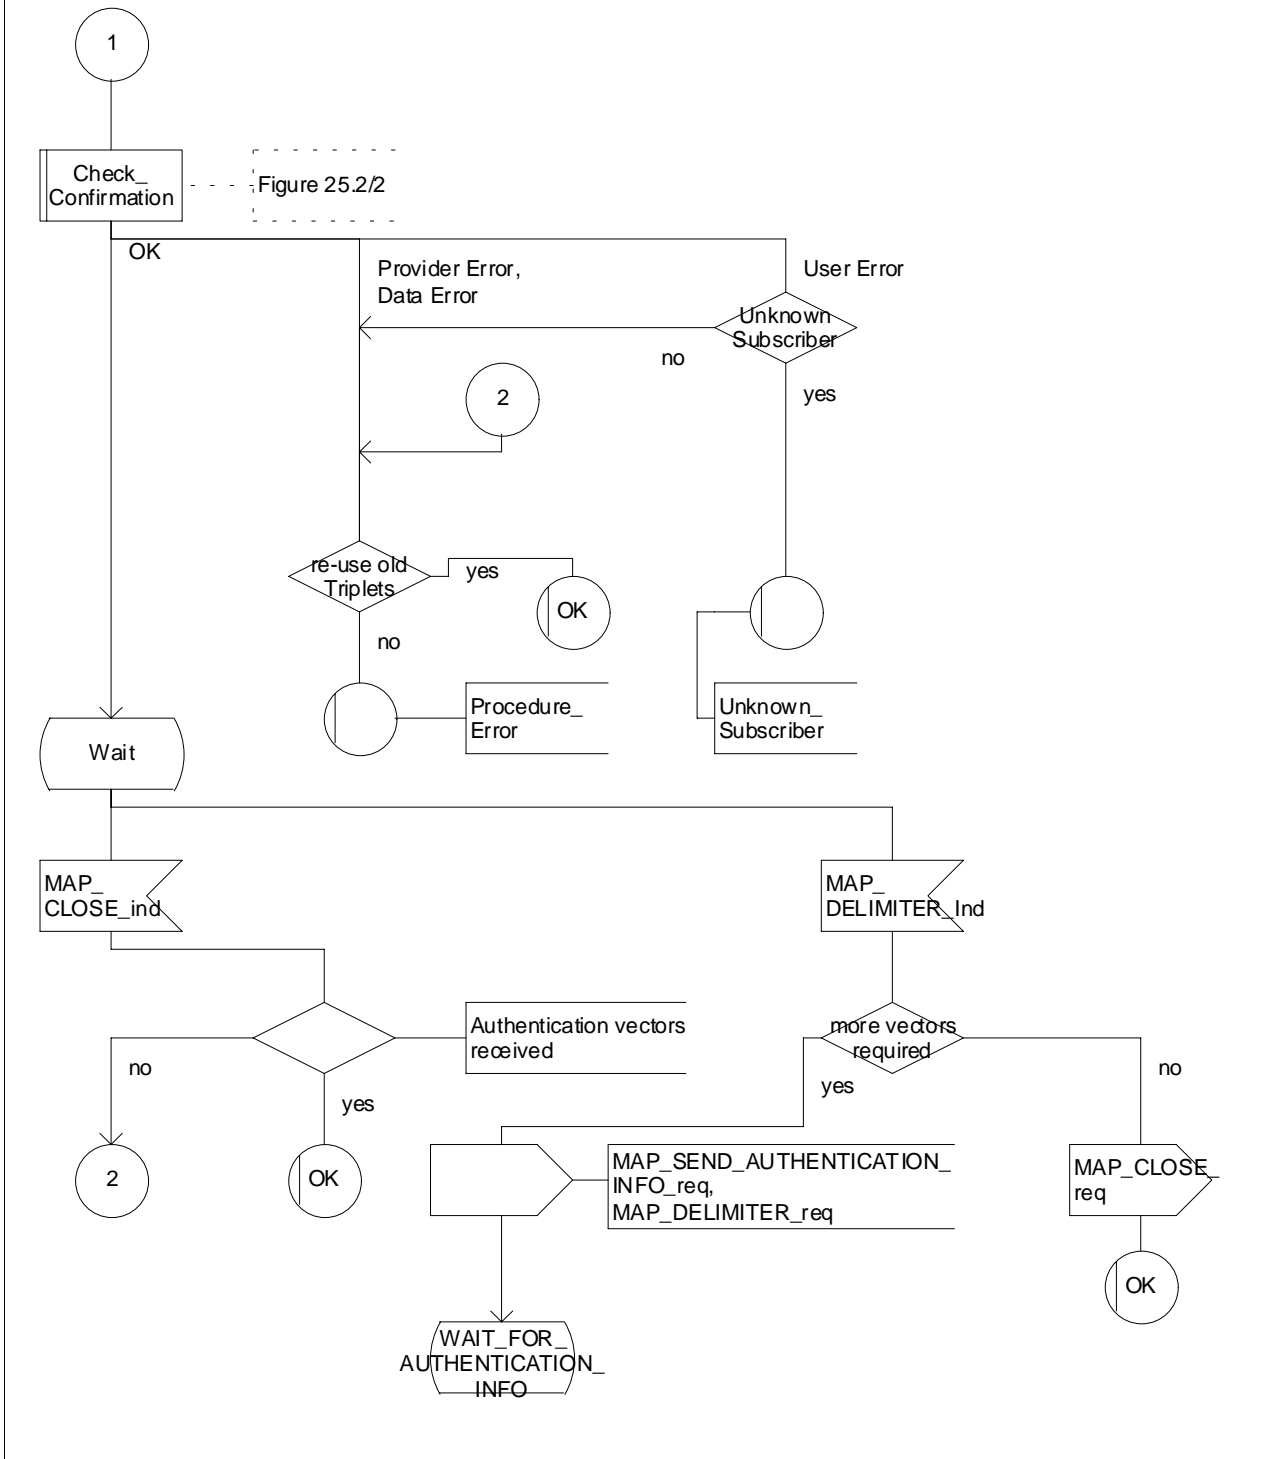 1
Check_
Confirmation
Figure 25.2/2
OK
Provider Error,
Data Error
User Error
Unknown
Subscriber
no
yes
2
re-use old
Triplets
yes
OK
no
Procedure_
Error
Unknown_
Subscriber
Wait
MAP_
CLOSE_ind
MAP_
DELIMITER_Ind
Authentication vectors
received
more vectors
required
no
yes
yes
no
2
OK
MAP_SEND_AUTHENTICATION_
INFO_req,
MAP_DELIMITER_req
MAP_CLOSE_
req
OK
WAIT_FOR_
AUTHENTICATION_
INFO